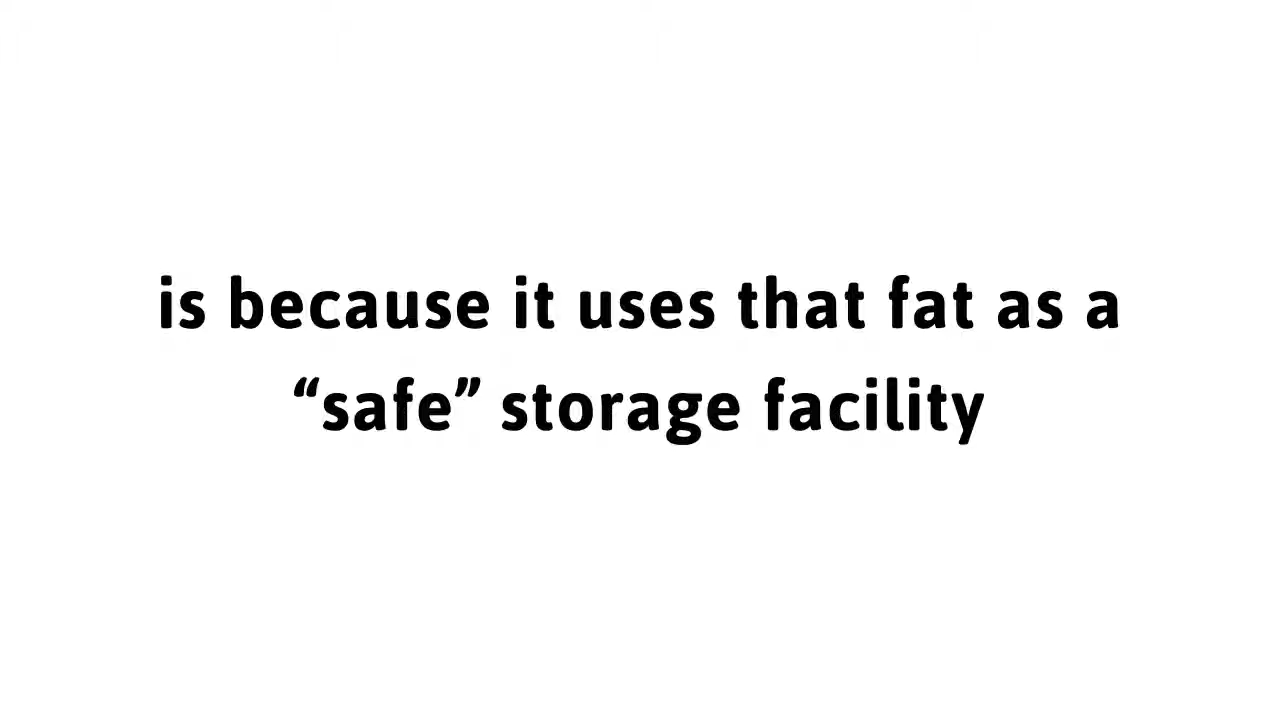 is because it uses that fat as a
“safe” storage facility